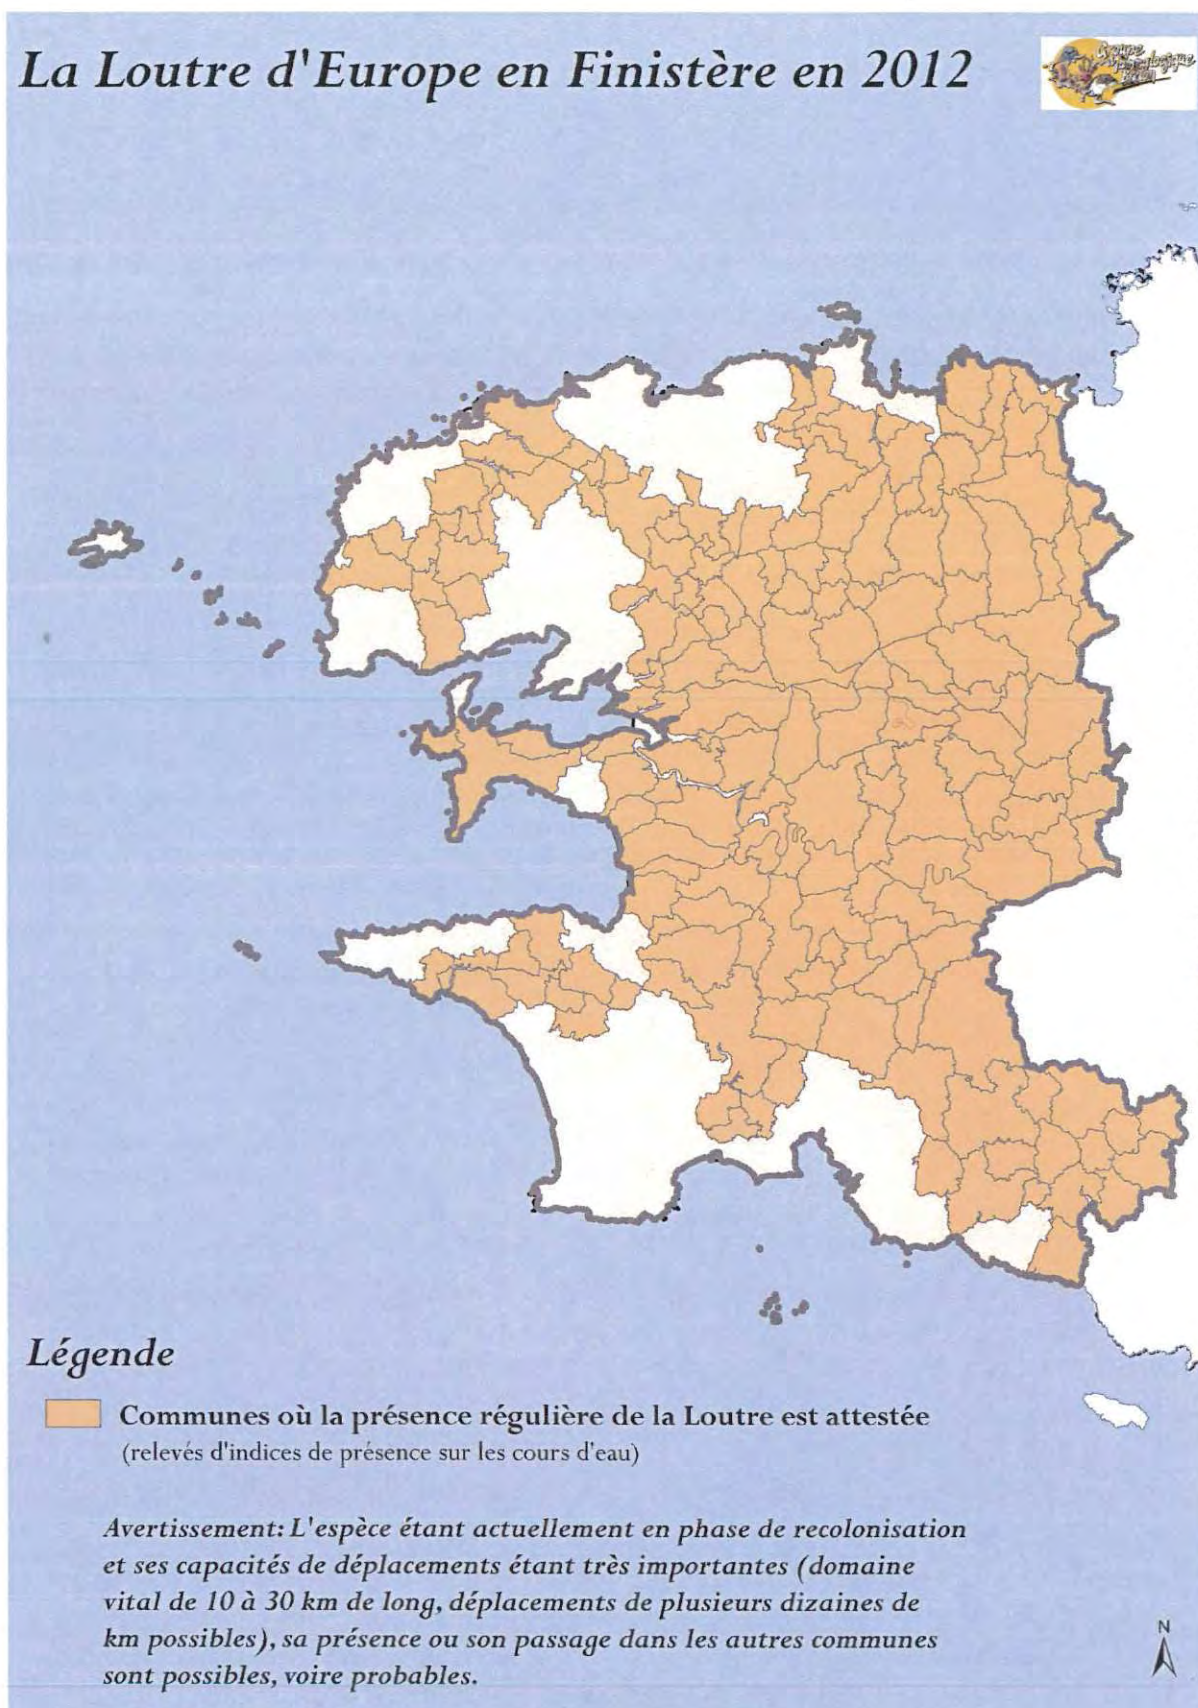 La Loutre d'Europe en Finistère en 2012
Groupe
Mammalogique
Breton
Légende
Communes où la présence régulière de la Loutre est attestée
(relevés d'indices de présence sur les cours d'eau)
Avertissement: L'espèce étant actuellement en phase de recolonisation
et ses capacités de déplacements étant très importantes (domaine
vital de 10 à 30 km de long, déplacements de plusieurs dizaines de
km possibles), sa présence ou son passage dans les autres communes
sont possibles, voire probables.
N